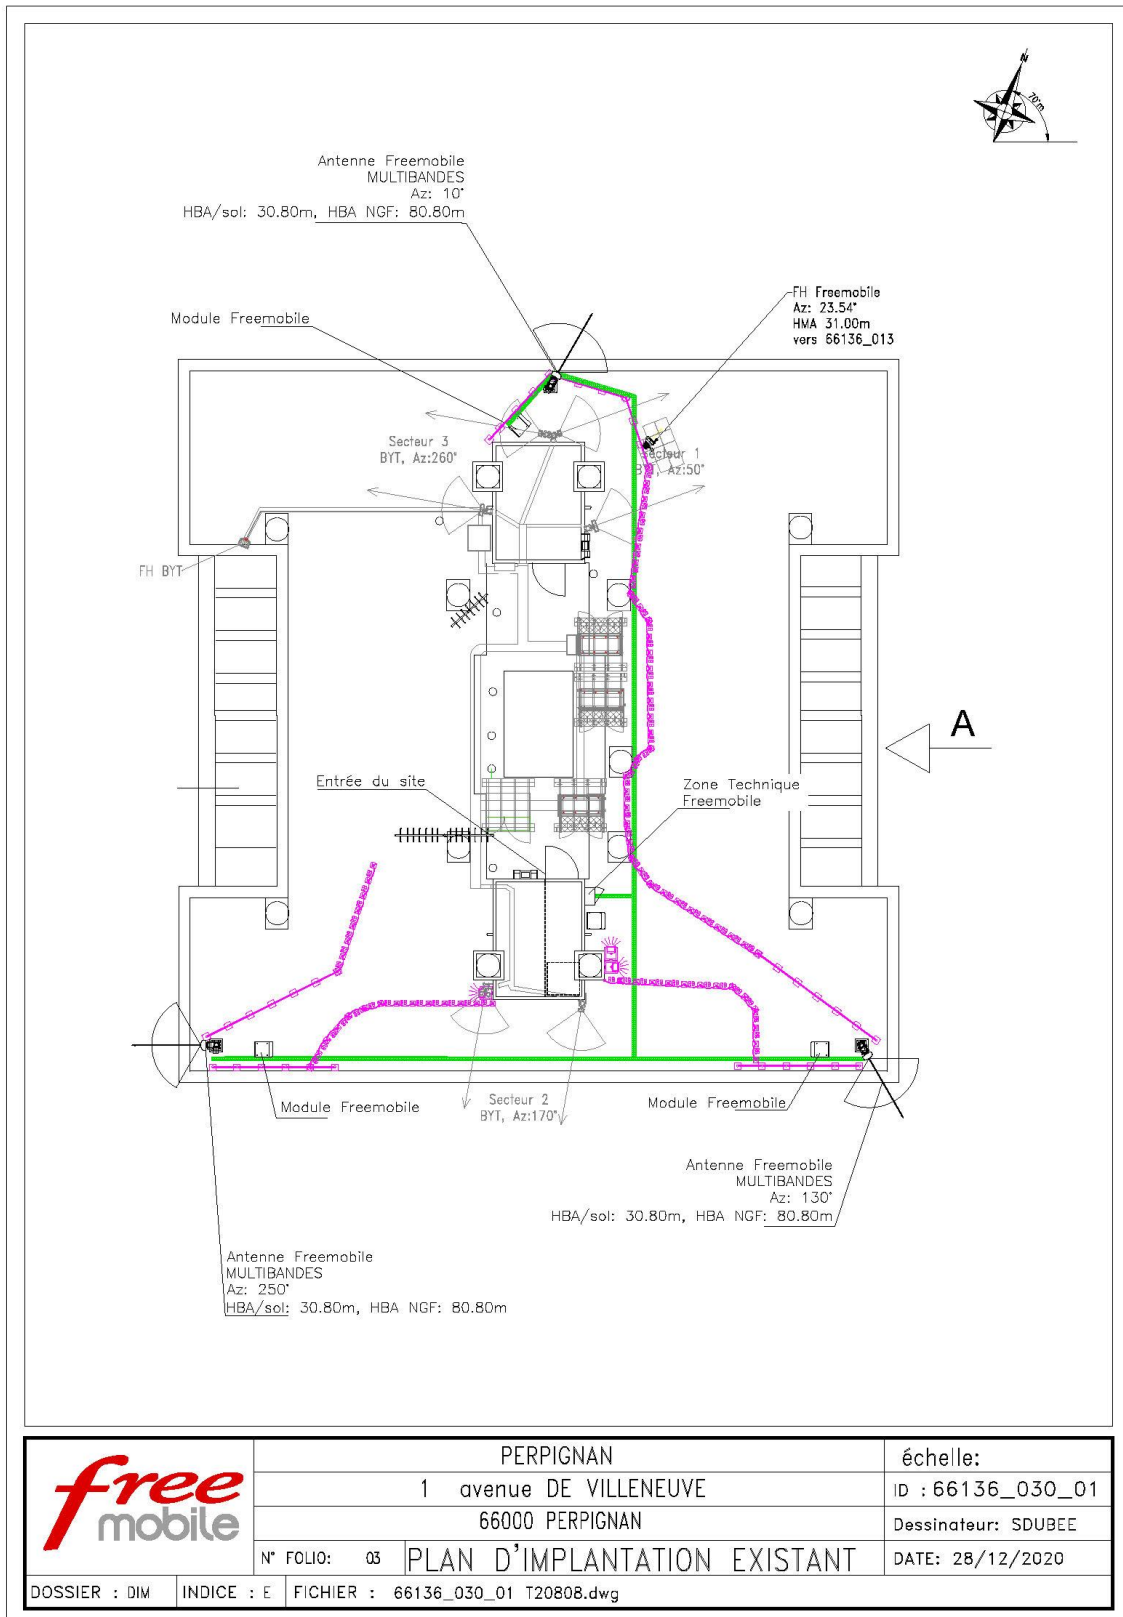 N
70°m
Antenne Freemobile
MULTIBANDES
Az: 10°
HBA/sol: 30.80m, HBA NGF: 80.80m
Module Freemobile
FH Freemobile
Az: 23.54°
HMA 31.00m
vers 66136_013
Secteur 3
BYT, Az:260°
Secteur 1
BYT, Az:50°
FH BYT
A
Entrée du site
Zone Technique
Freemobile
Module Freemobile
Secteur 2
BYT, Az:170°
Module Freemobile
Antenne Freemobile
MULTIBANDES
Az: 130°
HBA/sol: 30.80m, HBA NGF: 80.80m
Antenne Freemobile
MULTIBANDES
Az: 250°
HBA/sol: 30.80m, HBA NGF: 80.80m
free
mobile
PERPIGNAN
échelle:
1 avenue DE VILLENEUVE
ID : 66136_030_01
66000 PERPIGNAN
Dessinateur: SDUBEE
N° FOLIO: 03
PLAN D'IMPLANTATION EXISTANT
DATE: 28/12/2020
DOSSIER : DIM
INDICE : E
FICHIER : 66136_030_01 T20808.dwg